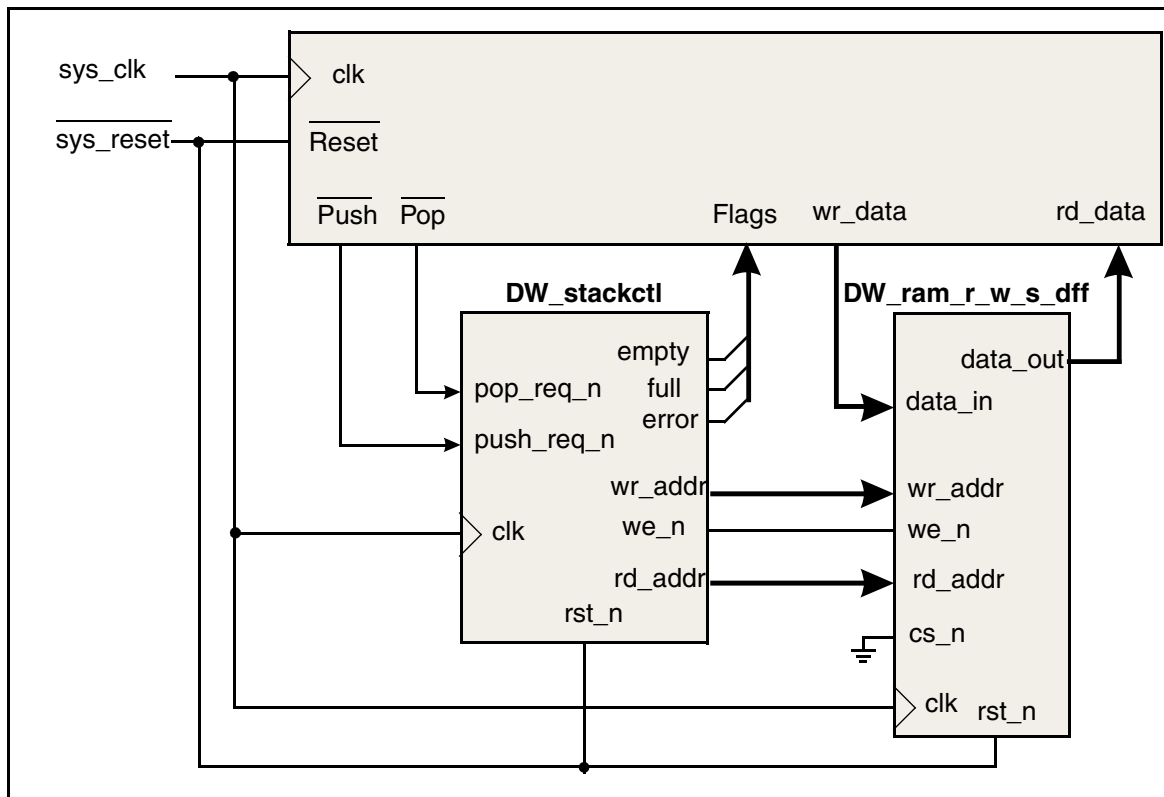 sys_clk
clk
sys_reset
Reset
Push Pop Flags wr_data rd_data
DW_stackctl
DW_ram_r_w_s_dff
empty
full
error
pop_req_n
push_req_n
wr_addr
clk
we_n
rd_addr
rst_n
data_out
data_in
wr_addr
we_n
rd_addr
cs_n
clk
rst_n